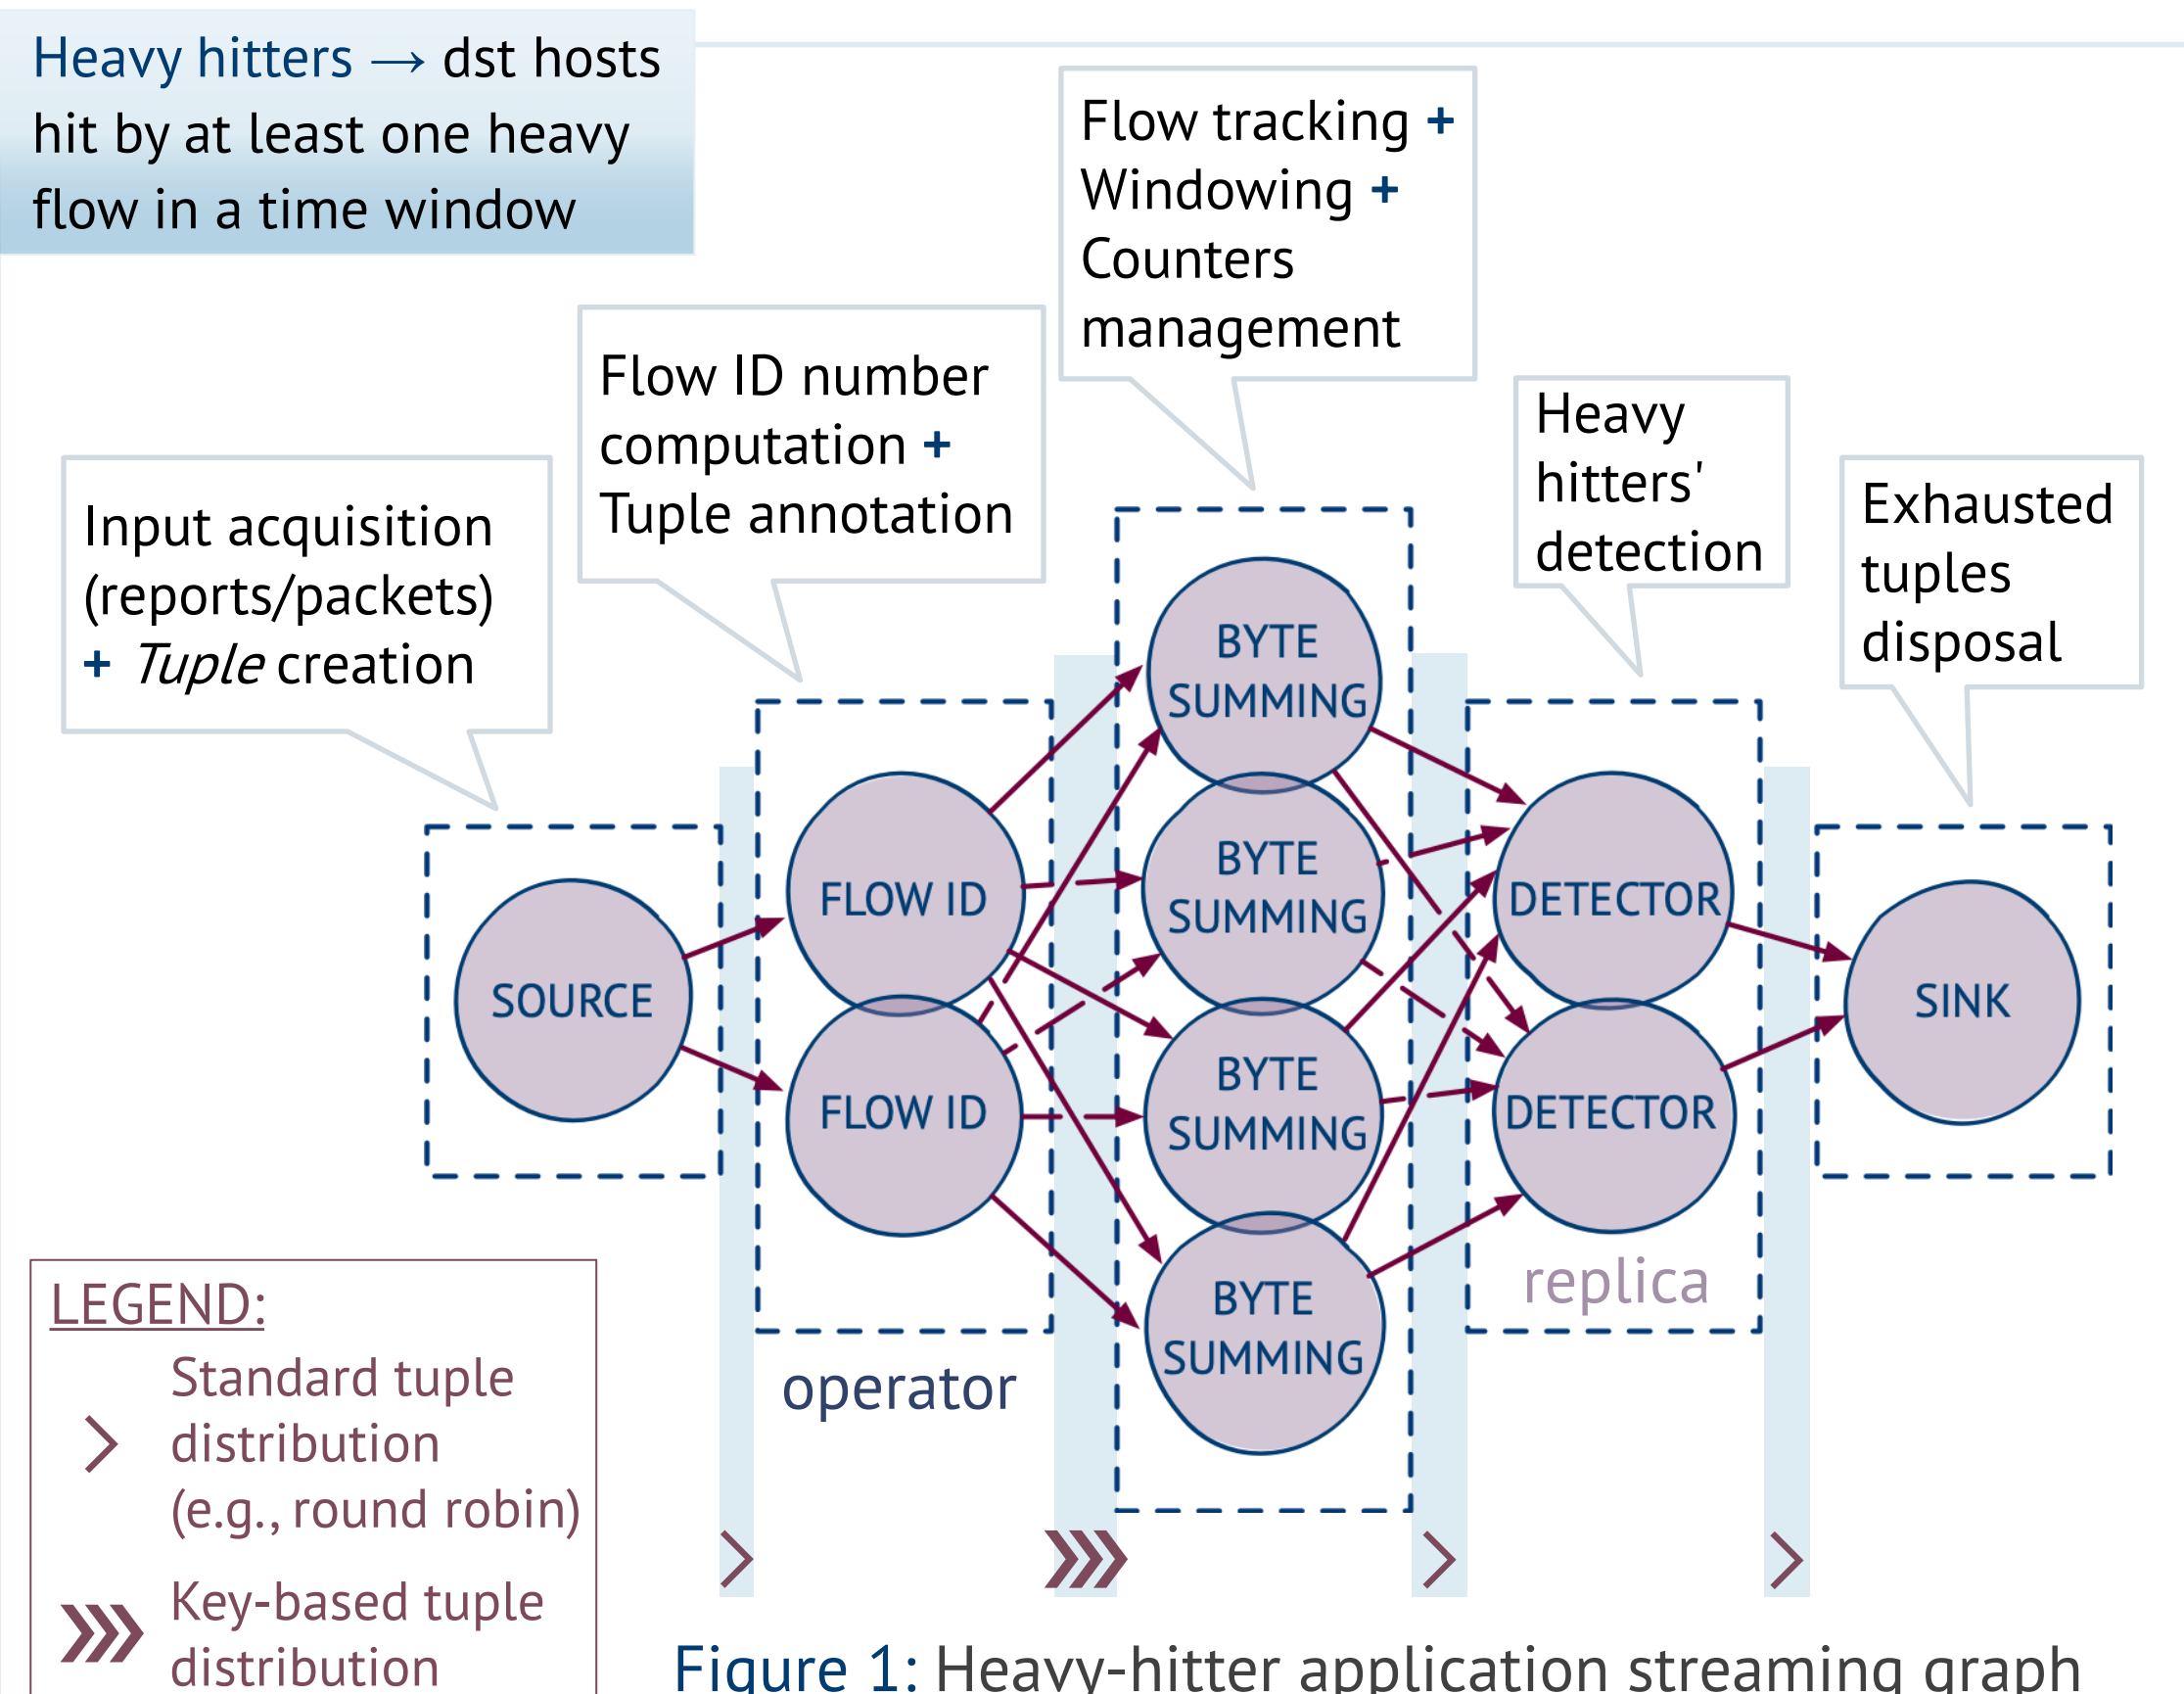 Heavy hitters → dst hosts
hit by at least one heavy
flow in a time window
Flow tracking +
Windowing +
Counters
management
Flow ID number
computation +
Tuple annotation
Heavy
hitters'
detection
Input acquisition
(reports/packets)
+ Tuple creation
Exhausted
tuples
disposal
SOURCE
FLOW ID
FLOW ID
BYTE
SUMMING
BYTE
SUMMING
BYTE
SUMMING
BYTE
SUMMING
DETECTOR
DETECTOR
SINK
replica
operator
LEGEND:
Standard tuple
distribution
(e.g., round robin)
Key-based tuple
distribution
Figure 1: Heavy-hitter application streaming graph